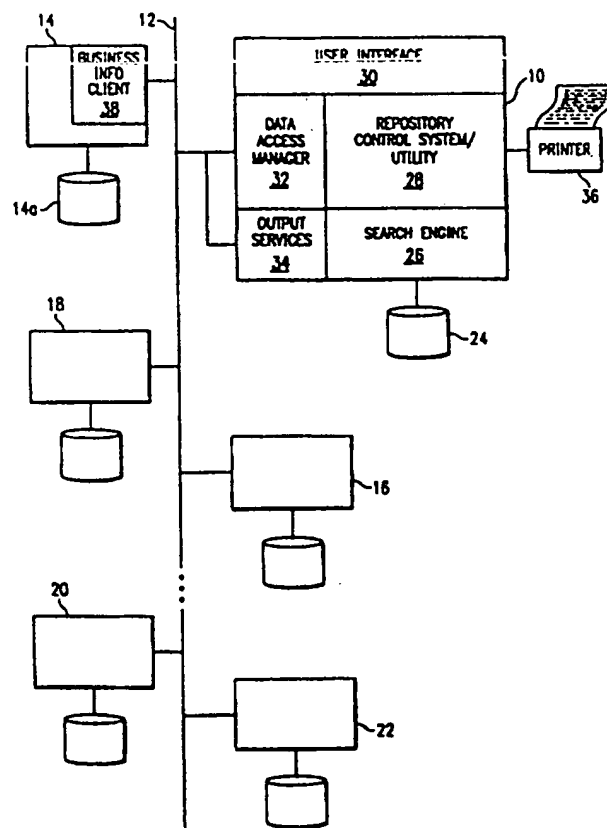 14
12
BUSINESS
INFO
CLIENT
38
14a
USER INTERFACE
30
10
DATA
ACCESS
MANAGER
32
REPOSITORY
CONTROL SYSTEM/
UTILITY
28
OUTPUT
SERVICES
34
SEARCH ENGINE
26
PRINTER
36
24
18
16
20
22